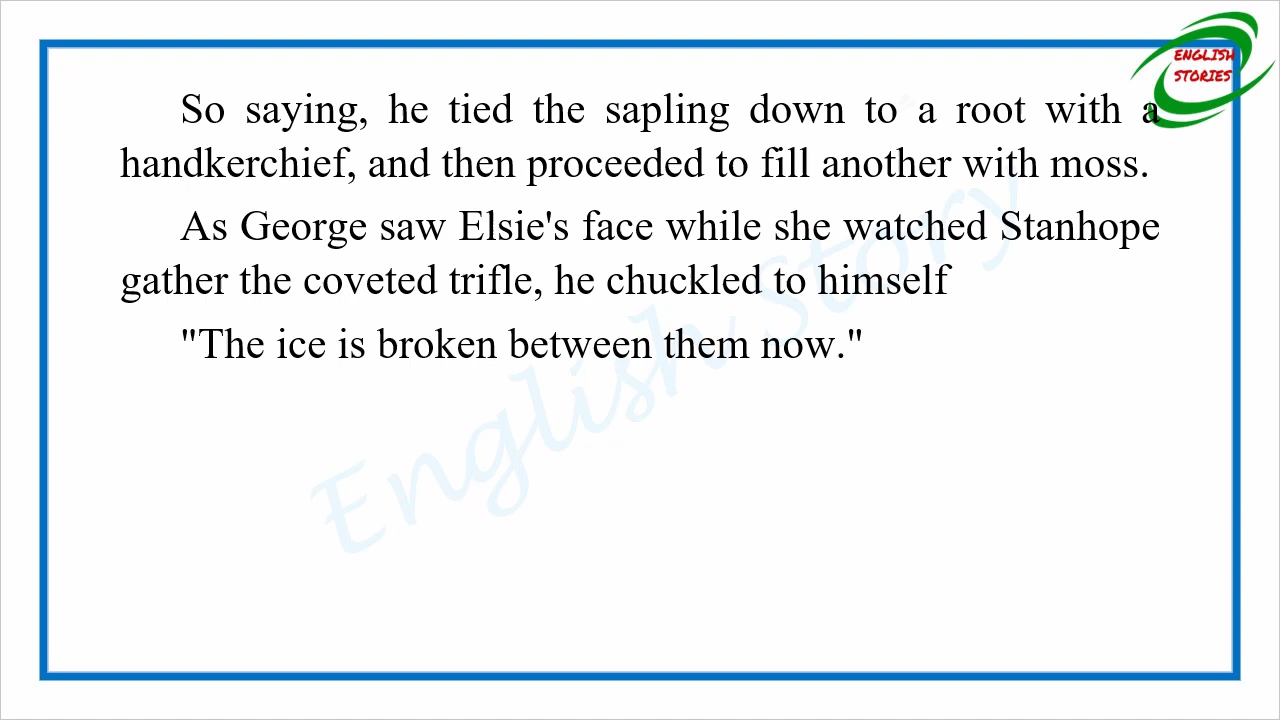 ENGLISH
STORIES
So saying, he tied the sapling down to a root with a
handkerchief, and then proceeded to fill another with moss.
As George saw Elsie's face while she watched Stanhope
gather the coveted trifle, he chuckled to himself
"The ice is broken between them now."
English Story